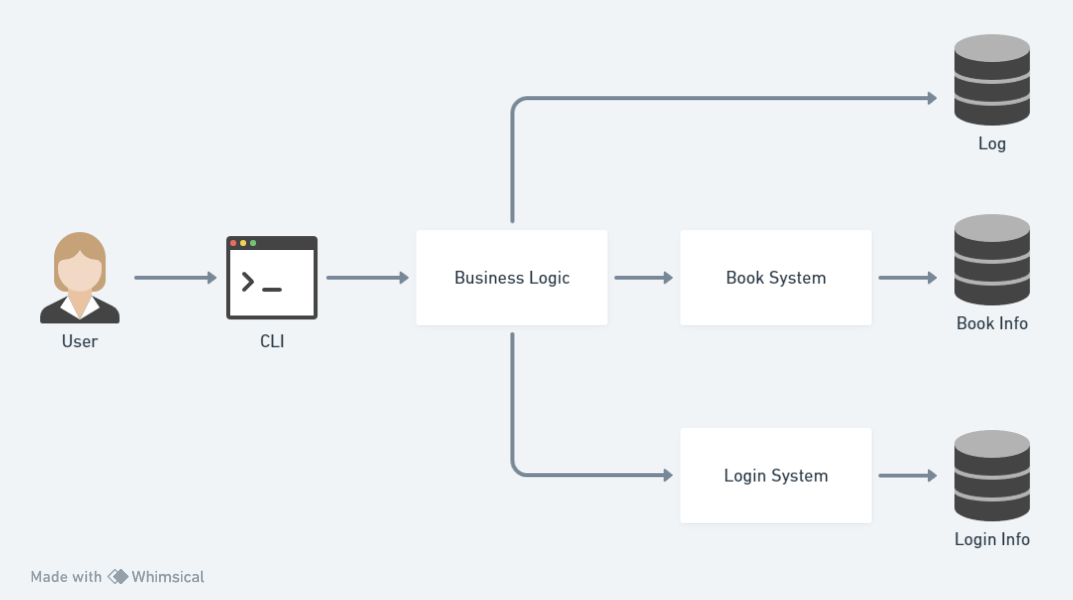 Log
Business Logic
Book System
User
CLI
Book Info
Login System
Login Info
Made with Whimsical